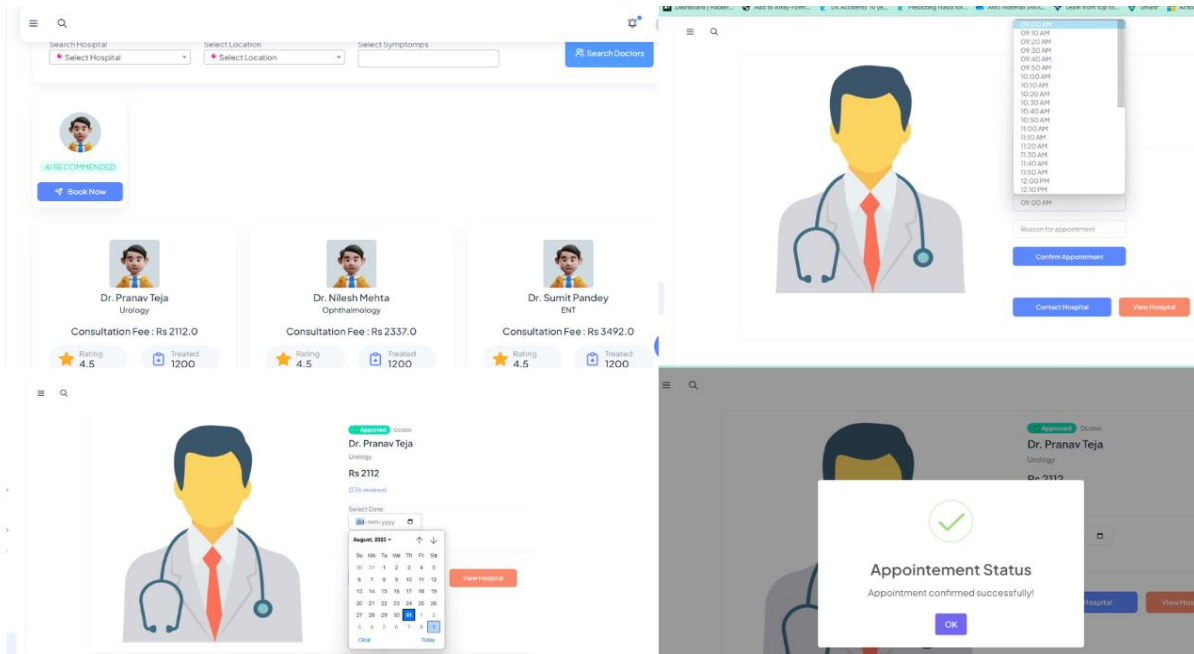 Search Hosiptal
Select Location
Select Symptomps
Select Hospital
Select Location
Search Doctors
AI RECOMMENDED
Book Now
Dr. Pranav Teja
Urology
Consultation Fee : Rs 2112.0
Rating
4.5
Treated
1200
Dr. Nilesh Mehta
Ophthalmology
Consultation Fee : Rs 2337.0
Rating
4.5
Treated
1200
Dr. Sumit Pandey
ENT
Consultation Fee : Rs 3492.0
Rating
4.5
Treated
1200
09:00 AM
09:10 AM
09:20 AM
09:30 AM
09:40 AM
09:50 AM
10:00 AM
10:10 AM
10:20 AM
10:30 AM
10:40 AM
10:50 AM
11:00 AM
11:10 AM
11:20 AM
11:30 AM
11:40 AM
11:50 AM
12:00 PM
12:10 PM
09:00 AM
Reason for appointment
Confirm Appointment
Contact Hospital
View Hosiptal
Approved Doctor
Dr. Pranav Teja
Urology
Rs 2112
Select Date:
dd-mm-yyyy
Su Mo Tu We Th Fr Sa
30 31 1 2 3 4 5
6 7 8 9 10 11 12
13 14 15 16 17 18 19
20 21 22 23 24 25 26
27 28 29 30 31 1 2
3 4 5 6 7 8 9
Clear
Today
View Hosiptal
Approved Doctor
Dr. Pranav Teja
Urology
Rs 2112
Appointement Status
Appointment confirmed successfully!
OK
Hospital
View Hos